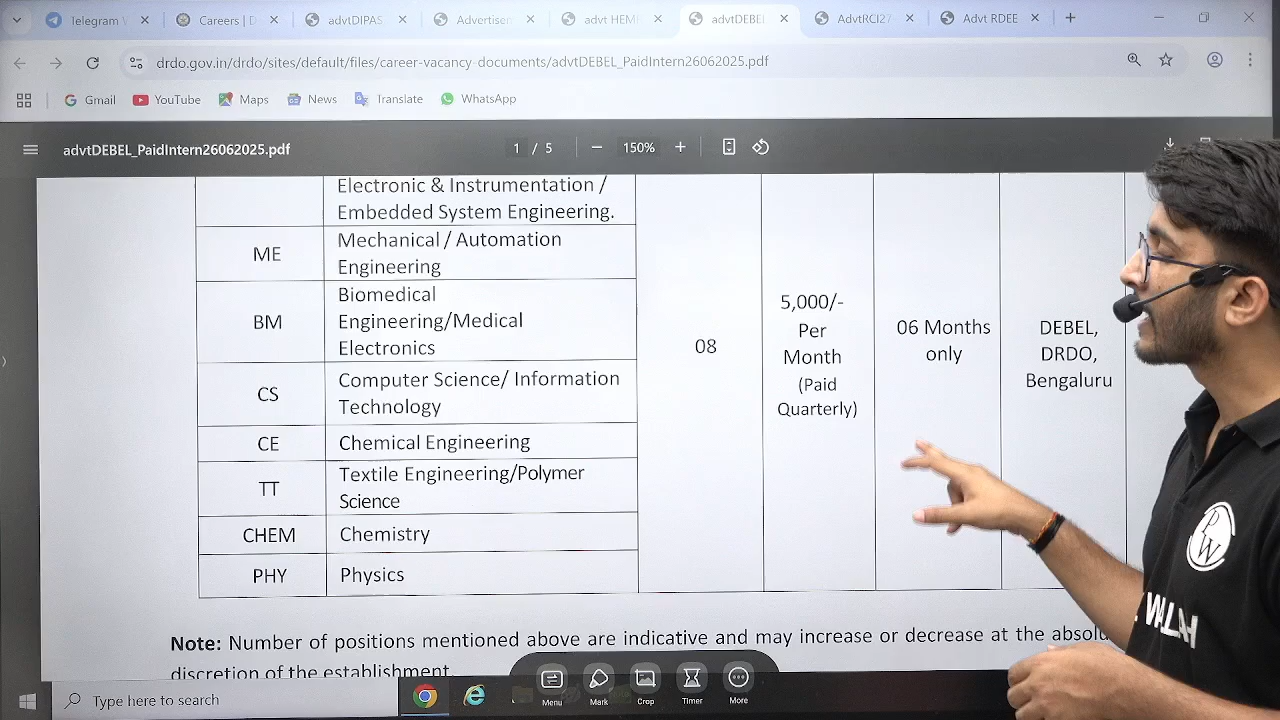 Telegram
Careers | D
advtDIPAS
Advertisen
advt HEMI
advtDEBEI
AdvtRCI27
Advt RDEE
drdo.gov.in/drdo/sites/default/files/career-vacancy-documents/advtDEBEL_PaidIntern26062025.pdf
Gmail
YouTube
Maps
News
Translate
WhatsApp
advtDEBEL_PaidIntern26062025.pdf
1 / 5
150%
Electronic & Instrumentation /
Embedded System Engineering.
ME
Mechanical / Automation
Engineering
BM
Biomedical
Engineering/Medical
Electronics
CS
Computer Science/ Information
Technology
CE
Chemical Engineering
TT
Textile Engineering/Polymer
Science
CHEM
Chemistry
PHY
Physics
08
5,000/-
Per
Month
(Paid
Quarterly)
06 Months
only
DEBEL,
DRDO,
Bengaluru
Note: Number of positions mentioned above are indicative and may increase or decrease at the absolu
discretion of the establishment.
Type here to search
Menu
Mark
Crop
Timer
More
PW
WALLAH